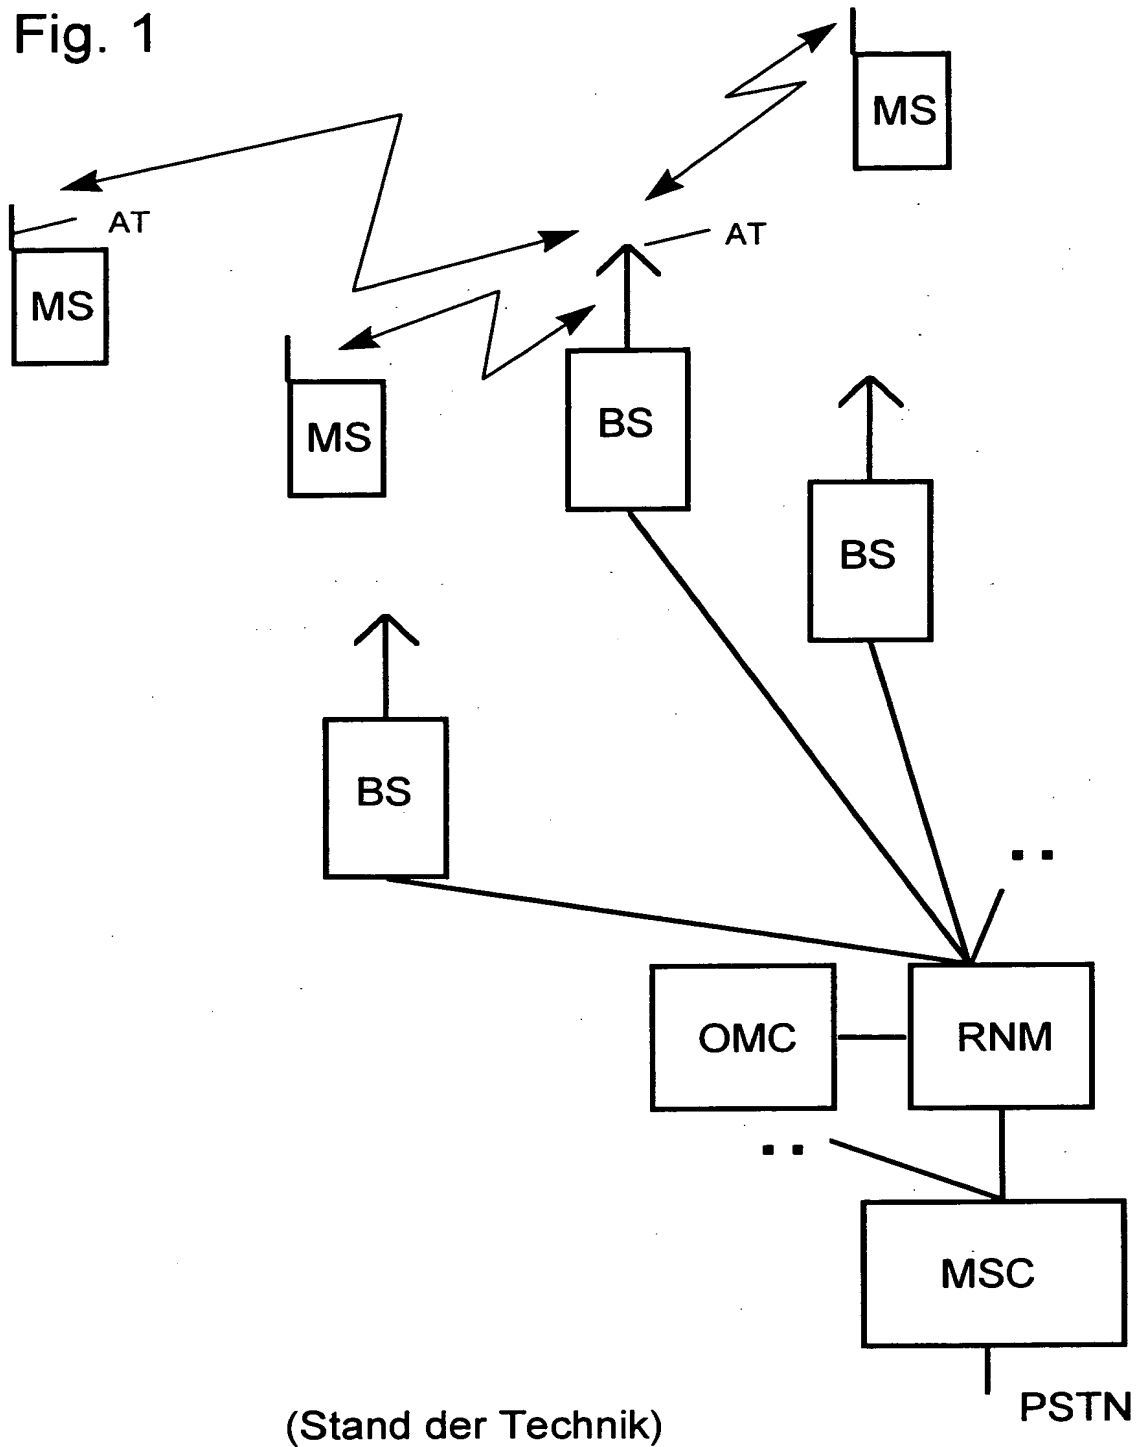 Fig. 1
MS
AT
AT
MS
MS
BS
BS
BS
OMC
RNM
MSC
PSTN
(Stand der Technik)